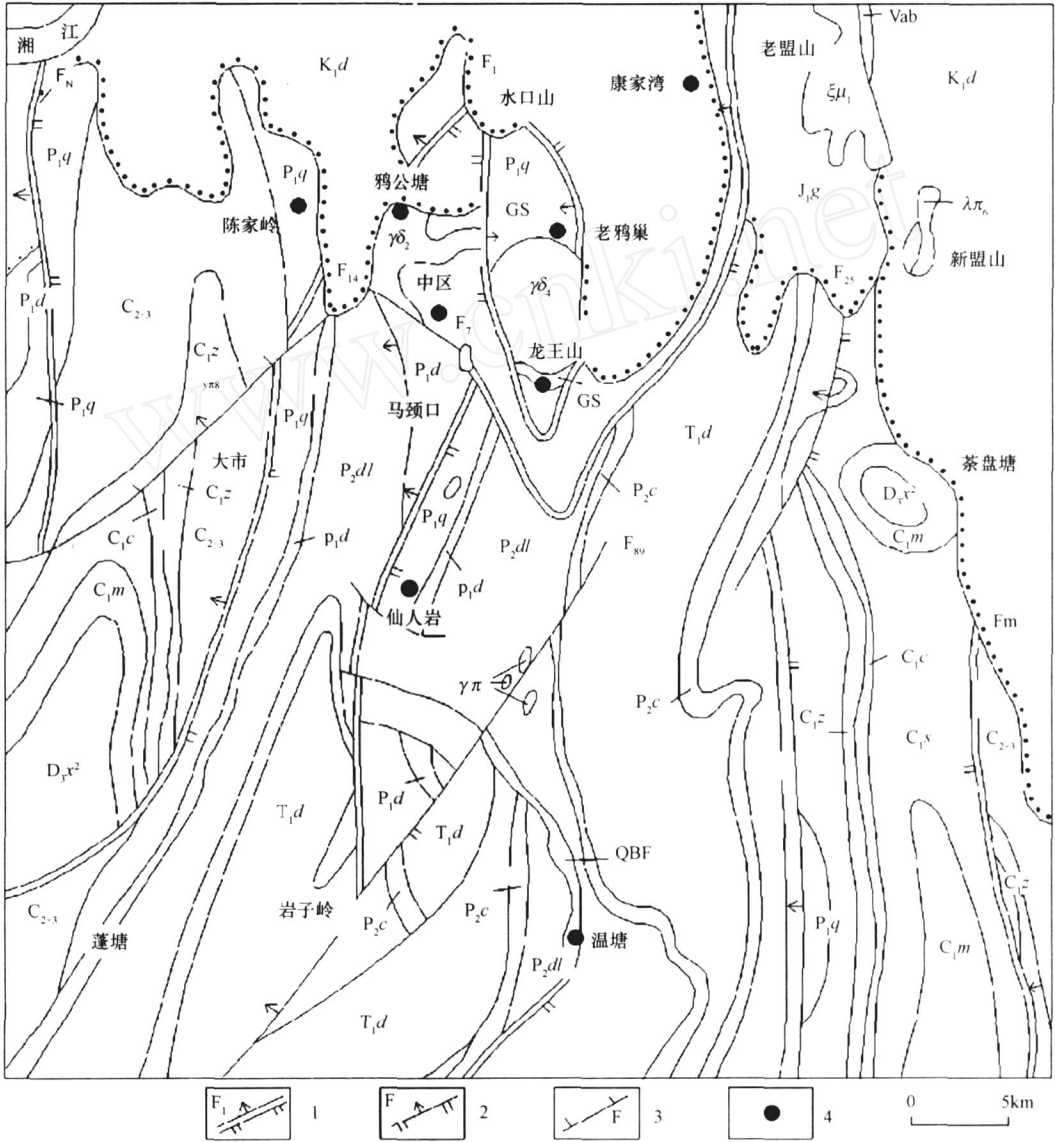 湘 江
F_N
K₁d
F₁
水口山
康家湾
老盟山
Vab
K₁d
ξμ₁
P₁q
P₁q
鸦公塘
P₁q
GS
J₁g
λπ₆
陈家岭
γδ₂
老鸦巢
新盟山
F₁₄
中区
γδ₄
F₂₅
P₁d
C₂₊₃
F₇
C₁z
γπ8
P₁d
龙王山
P₁q
P₁q
马颈口
GS
T₁d
大市
茶盘塘
C₁z
P₂dl
P₂c
D₃x²
C₁c
P₁q
C₂₋₃
p₁d
P₂dl
F₈₉
C₁m
C₁m
p₁d
仙人岩
Fm
C₁c
γπ
P₂c
C₁z
C₁s
C₂₋₃
D₃x²
T₁d
P₁d
T₁d
QBF
C₂₋₃
岩子岭
P₂c
P₂c
C₁z
蓬塘
温塘
P₁q
C₁m
P₂dl
T₁d
F₁ 1
F 2
F 3
4
0 5km
www.cnki.net